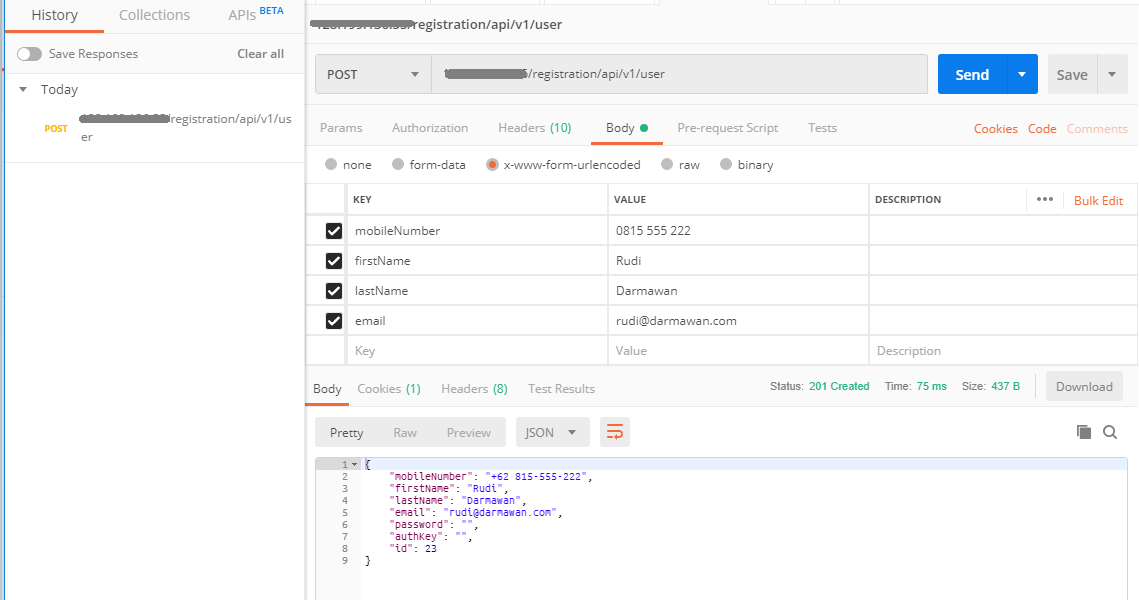 History Collections APIs BETA
Save Responses Clear all
Today
POST /registration/api/v1/us
er
/registration/api/v1/user
POST /registration/api/v1/user Send Save
Params Authorization Headers (10) Body Pre-request Script Tests Cookies Code Comments
none form-data x-www-form-urlencoded raw binary
KEY VALUE DESCRIPTION ••• Bulk Edit
mobileNumber 0815 555 222
firstName Rudi
lastName Darmawan
email rudi@darmawan.com
Key Value Description
Body Cookies (1) Headers (8) Test Results Status: 201 Created Time: 75 ms Size: 437 B Download
Pretty Raw Preview JSON
1 {
2 "mobileNumber": "+62 815-555-222",
3 "firstName": "Rudi",
4 "lastName": "Darmawan",
5 "email": "rudi@darmawan.com",
6 "password": "",
7 "authKey": "",
8 "id": 23
9 }